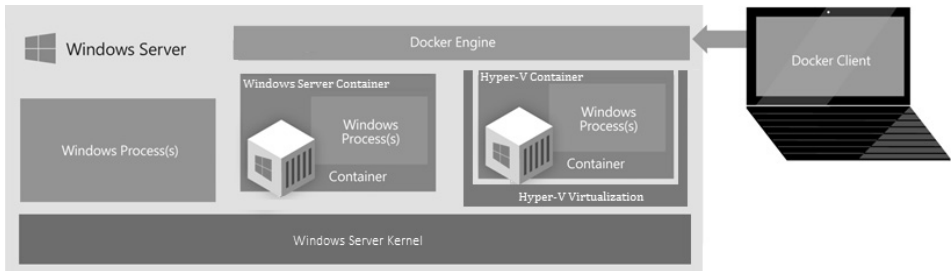 Windows Server
Docker Engine
Docker Client
Windows Server Container
Hyper-V Container
Windows Process(s)
Windows
Process(s)
Container
Windows
Process(s)
Container
Hyper-V Virtualization
Windows Server Kernel